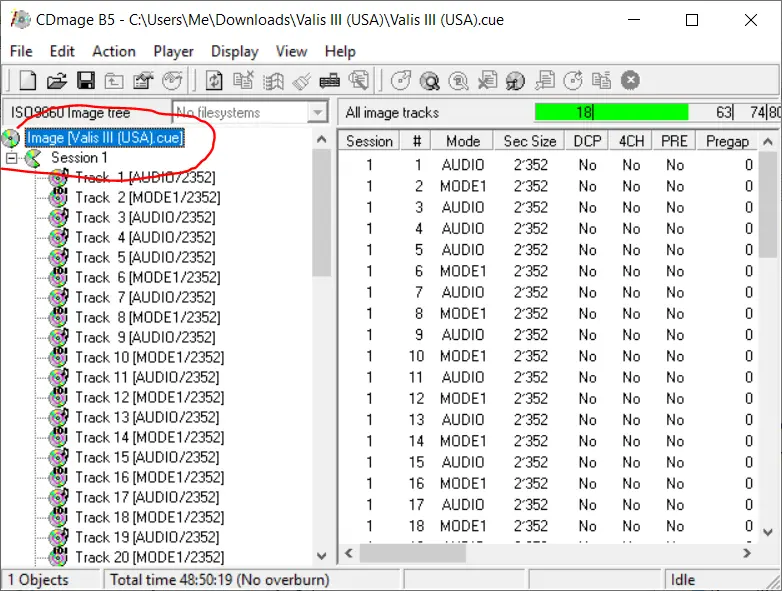 CDmage B5 - C:\Users\Me\Downloads\Valis III (USA)\Valis III (USA).cue
File Edit Action Player Display View Help
ISO9660 Image tree No filesystems All image tracks 18 63 74 80
Image [Valis III (USA).cue]
Session 1
Track 1 [AUDIO/2352]
Track 2 [MODE1/2352]
Track 3 [AUDIO/2352]
Track 4 [AUDIO/2352]
Track 5 [AUDIO/2352]
Track 6 [MODE1/2352]
Track 7 [AUDIO/2352]
Track 8 [MODE1/2352]
Track 9 [AUDIO/2352]
Track 10 [MODE1/2352]
Track 11 [AUDIO/2352]
Track 12 [MODE1/2352]
Track 13 [AUDIO/2352]
Track 14 [MODE1/2352]
Track 15 [AUDIO/2352]
Track 16 [MODE1/2352]
Track 17 [AUDIO/2352]
Track 18 [MODE1/2352]
Track 19 [AUDIO/2352]
Track 20 [MODE1/2352]
Session # Mode Sec Size DCP 4CH PRE Pregap
1 1 AUDIO 2'352 No No No 0
1 2 MODE1 2'352 No No No 0
1 3 AUDIO 2'352 No No No 0
1 4 AUDIO 2'352 No No No 0
1 5 AUDIO 2'352 No No No 0
1 6 MODE1 2'352 No No No 0
1 7 AUDIO 2'352 No No No 0
1 8 MODE1 2'352 No No No 0
1 9 AUDIO 2'352 No No No 0
1 10 MODE1 2'352 No No No 0
1 11 AUDIO 2'352 No No No 0
1 12 MODE1 2'352 No No No 0
1 13 AUDIO 2'352 No No No 0
1 14 MODE1 2'352 No No No 0
1 15 AUDIO 2'352 No No No 0
1 16 MODE1 2'352 No No No 0
1 17 AUDIO 2'352 No No No 0
1 18 MODE1 2'352 No No No 0
1 Objects Total time 48:50:19 (No overburn) Idle